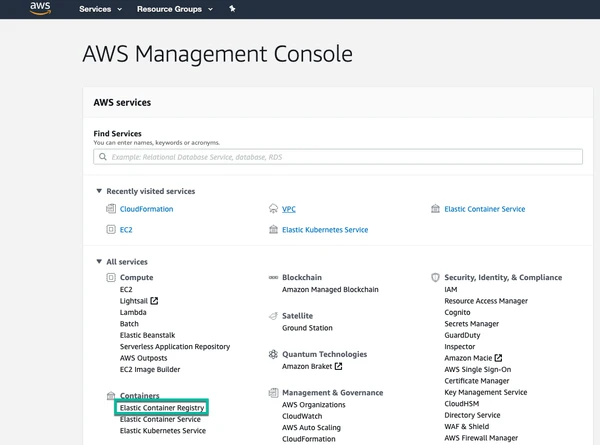 aws
Services
Resource Groups
AWS Management Console
AWS services
Find Services
You can enter names, keywords or acronyms.
Example: Relational Database Service, database, RDS
Recently visited services
CloudFormation
VPC
Elastic Container Service
EC2
Elastic Kubernetes Service
All services
Compute
EC2
Lightsail
Lambda
Batch
Elastic Beanstalk
Serverless Application Repository
AWS Outposts
EC2 Image Builder
Containers
Elastic Container Registry
Elastic Container Service
Elastic Kubernetes Service
Blockchain
Amazon Managed Blockchain
Satellite
Ground Station
Quantum Technologies
Amazon Braket
Management & Governance
AWS Organizations
CloudWatch
AWS Auto Scaling
CloudFormation
Security, Identity, & Compliance
IAM
Resource Access Manager
Cognito
Secrets Manager
GuardDuty
Inspector
Amazon Macie
AWS Single Sign-On
Certificate Manager
Key Management Service
CloudHSM
Directory Service
WAF & Shield
AWS Firewall Manager